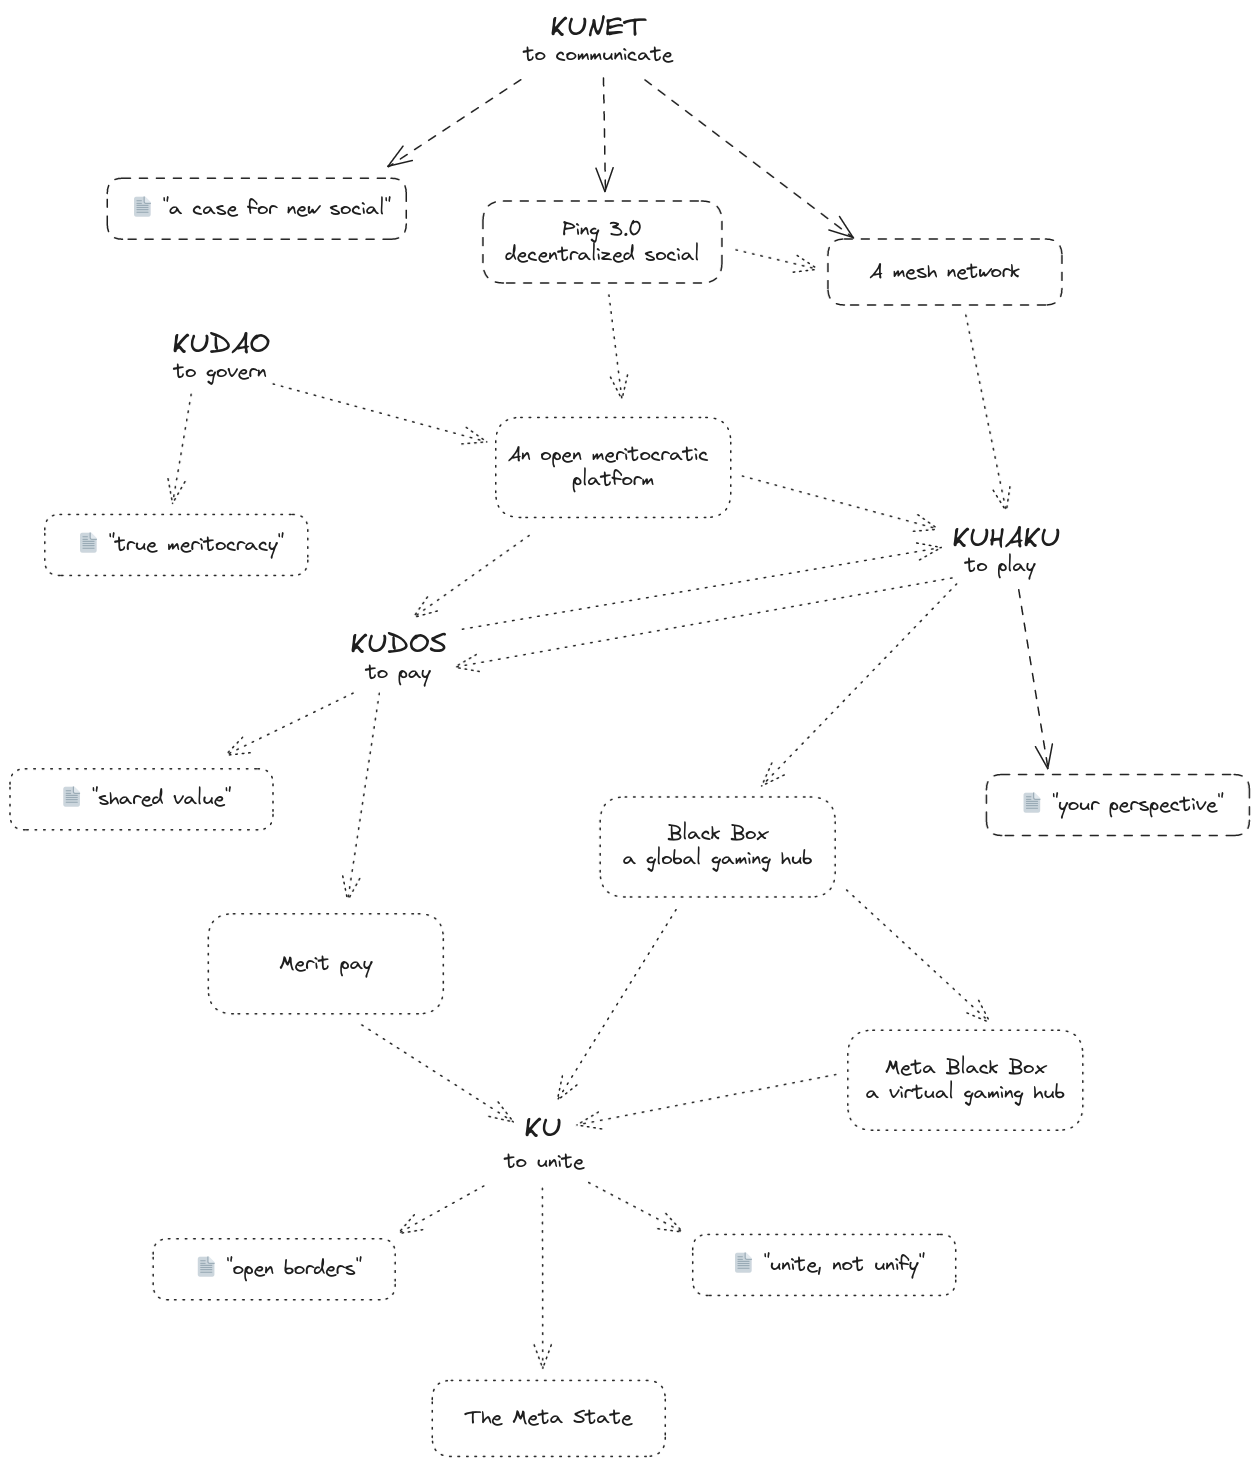 KUNET
to communicate
"a case for new social"
Ping 3.0
decentralized social
A mesh network
KUDAO
to govern
An open meritocratic
platform
"true meritocracy"
KUHAKU
to play
KUDOS
to pay
"shared value"
"your perspective"
Black Box
a global gaming hub
Merit pay
Meta Black Box
a virtual gaming hub
KU
to unite
"open borders"
"unite, not unify"
The Meta State